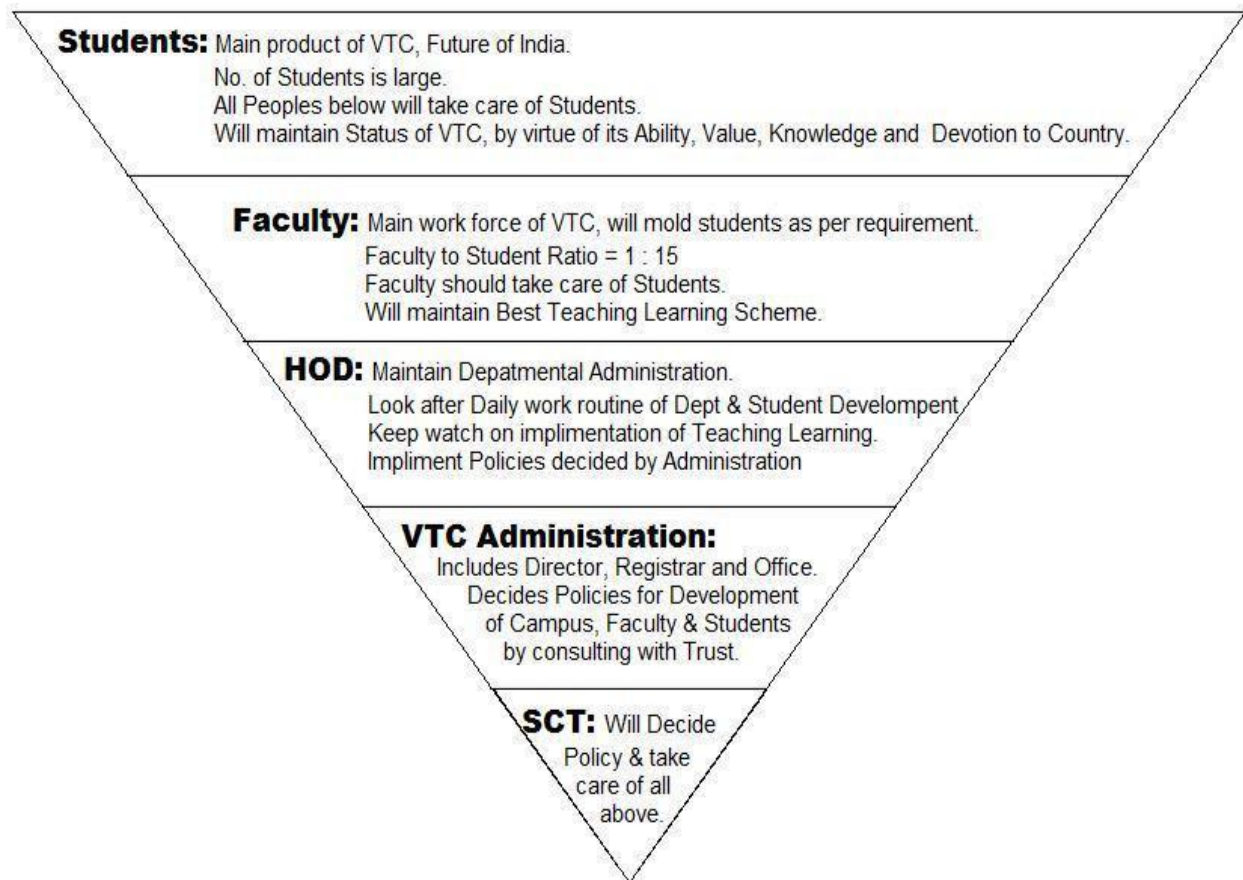 Students: Main product of VTC, Future of India.
No. of Students is large.
All Peoples below will take care of Students.
Will maintain Status of VTC, by virtue of its Ability, Value, Knowledge and Devotion to Country.
Faculty: Main work force of VTC, will mold students as per requirement.
Faculty to Student Ratio = 1 : 15
Faculty should take care of Students.
Will maintain Best Teaching Learning Scheme.
HOD: Maintain Depatmental Administration.
Look after Daily work routine of Dept & Student Develompent
Keep watch on implimentation of Teaching Learning.
Impliment Policies decided by Administration
VTC Administration:
Includes Director, Registrar and Office.
Decides Policies for Development
of Campus, Faculty & Students
by consulting with Trust.
SCT: Will Decide
Policy & take
care of all
above.